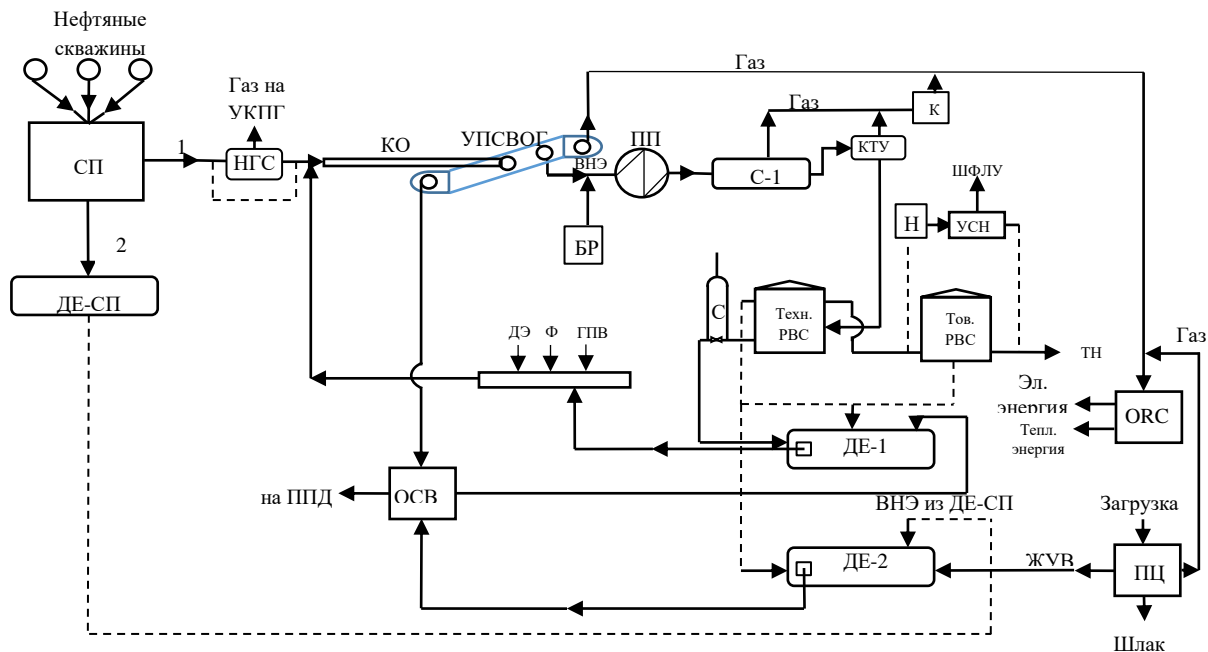 Нефтяные
скважины
Газ на
УКПГ
СП
1
НГС
КО
УПСВОГ
ВНЭ
ПП
БР
Газ
Газ
К
КТУ
С-1
ШФЛУ
Н
УСН
2
ДЕ-СП
С
Техн.
РВС
Тов.
РВС
ТН
Газ
ДЭ
Ф
ГПВ
Эл.
энергия
Тепл.
энергия
ORC
ДЕ-1
на ППД
ОСВ
ВНЭ из ДЕ-СП
Загрузка
ДЕ-2
ЖУВ
ПЦ
Шлак